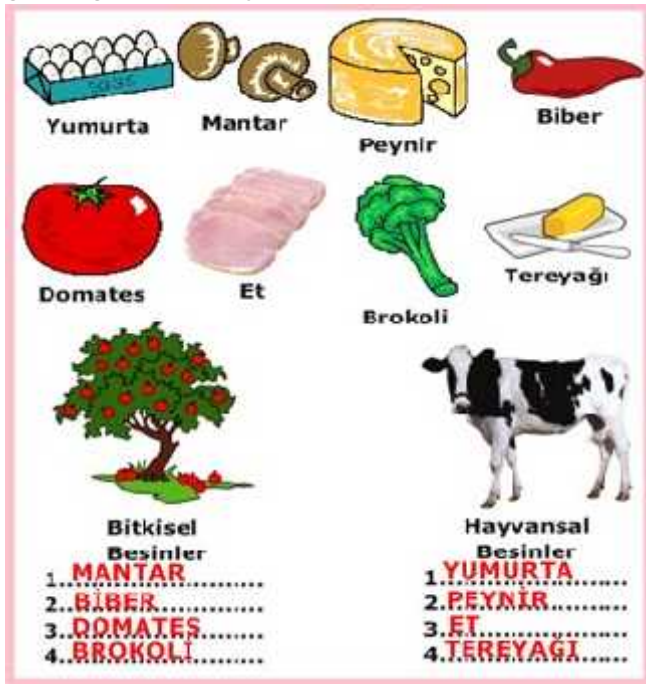 Yumurta Mantar Peynir Biber
Domates Et Brokoli Tereyağı
Bitkisel
Besinler
1..MANTAR..........
2..BİBER..............
3..DOMATES........
4..BROKOLİ.........
Hayvansal
Besinler
1.YUMURTA.......
2.PEYNİR..........
3.ET..................
4.TEREYAĞI......